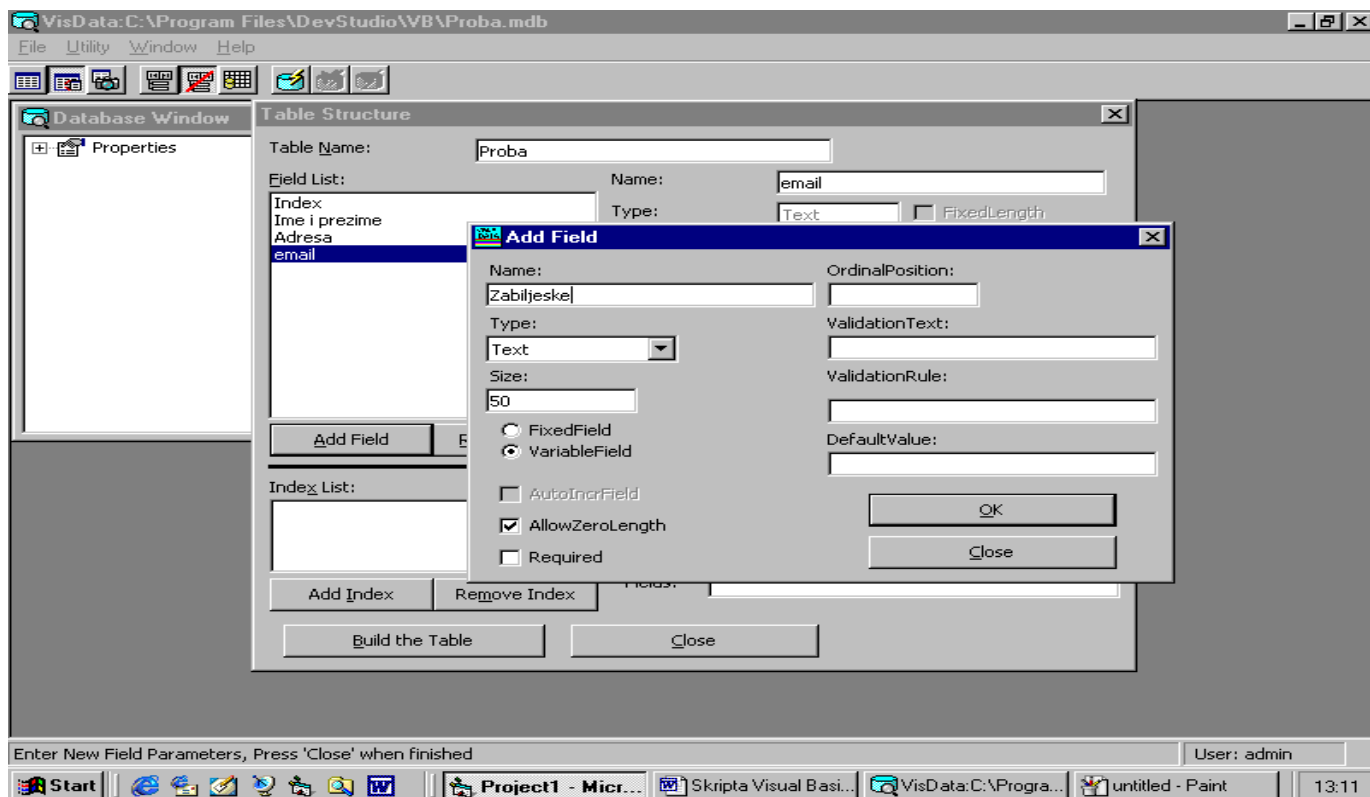 VisData:C:\Program Files\DevStudio\VB\Proba.mdb
File Utility Window Help
Database Window
Properties
Table Structure
Table Name:
Proba
Field List:
Index
Ime i prezime
Adresa
email
Name:
email
Type:
Text
FixedLength
Add Field
Name:
Zabiljeske
Type:
Text
Size:
50
FixedField
VariableField
AutoIncrField
AllowZeroLength
Required
OrdinalPosition:
ValidationText:
ValidationRule:
DefaultValue:
OK
Close
Add Field
Index List:
Add Index
Remove Index
Fields:
Build the Table
Close
Enter New Field Parameters, Press 'Close' when finished
User: admin
Start
Project1 - Micr...
Skripta Visual Basi...
VisData:C:\Progra...
untitled - Paint
13:11